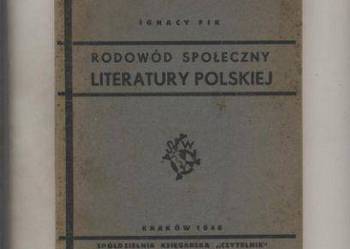 IGNACY FIK
RODOWÓD SPOŁECZNY
LITERATURY POLSKIEJ
KRAKÓW 1946
SPÓŁDZIELNIA KSIĘGARSKA „CZYTELNIK"